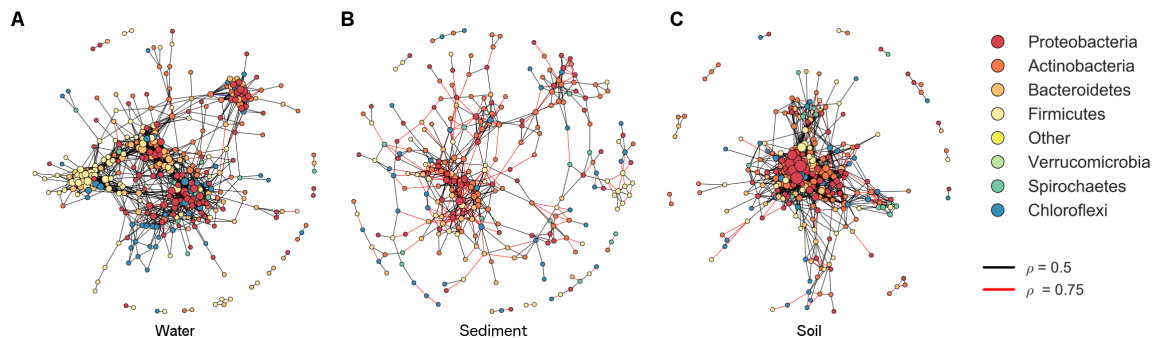 A
B
C
Proteobacteria
Actinobacteria
Bacteroidetes
Firmicutes
Other
Verrucomicrobia
Spirochaetes
Chloroflexi
ρ = 0.5
ρ = 0.75
Water
Sediment
Soil